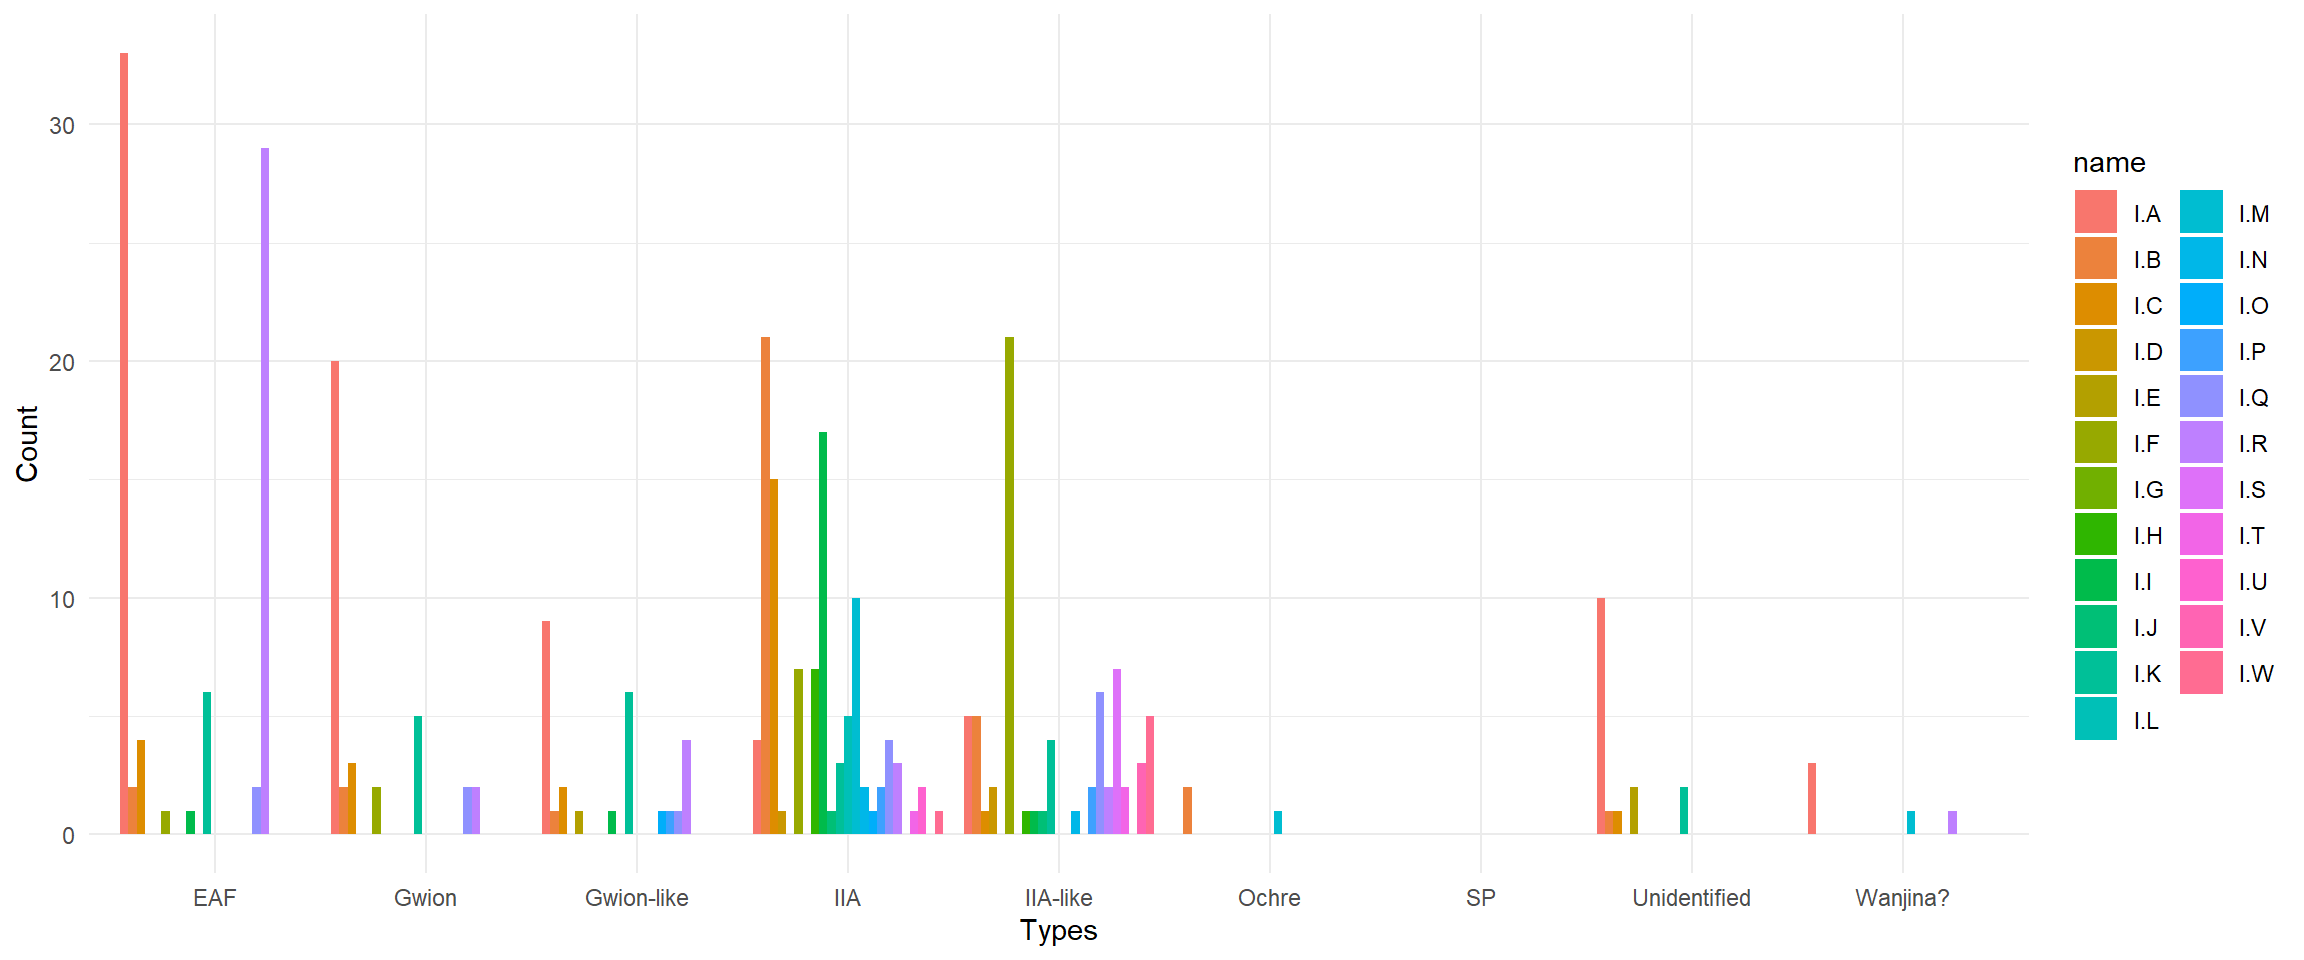 30
20
10
0
Count
EAF Gwion Gwion-like IIA IIA-like Ochre SP Unidentified Wanjina?
Types
name
I.A I.M
I.B I.N
I.C I.O
I.D I.P
I.E I.Q
I.F I.R
I.G I.S
I.H I.T
I.I I.U
I.J I.V
I.K I.W
I.L